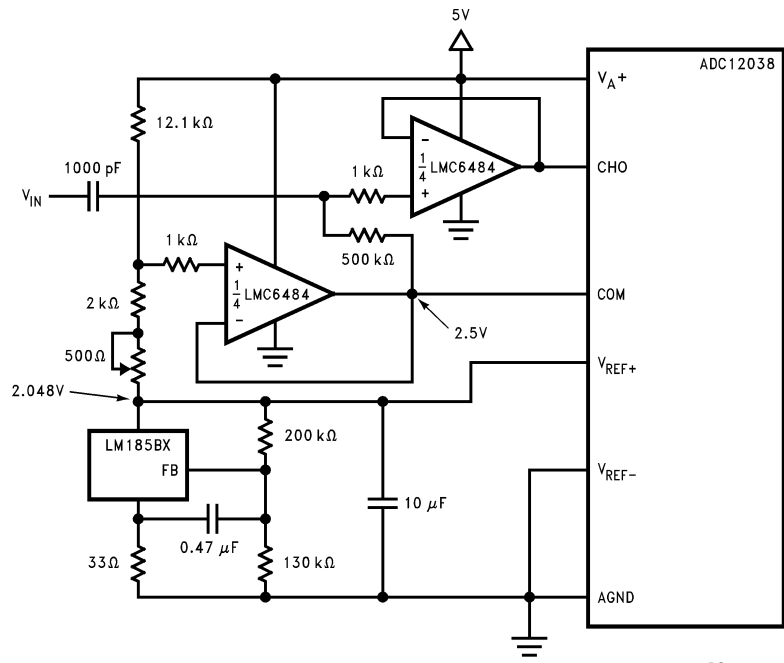 5V
ADC12038
V_A+
12.1 kΩ
1000 pF
1 kΩ
-
1/4 LMC6484
+
CHO
V_IN
500 kΩ
1 kΩ
+
1/4 LMC6484
-
COM
2 kΩ
2.5V
500Ω
V_REF+
2.048V
LM185BX
FB
200 kΩ
V_REF-
10 μF
0.47 μF
33Ω
130 kΩ
AGND